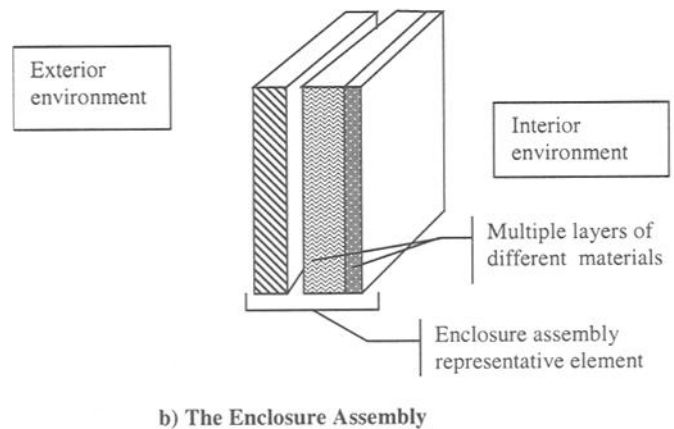 Exterior
environment
Interior
environment
Multiple layers of
different materials
Enclosure assembly
representative element
b) The Enclosure Assembly